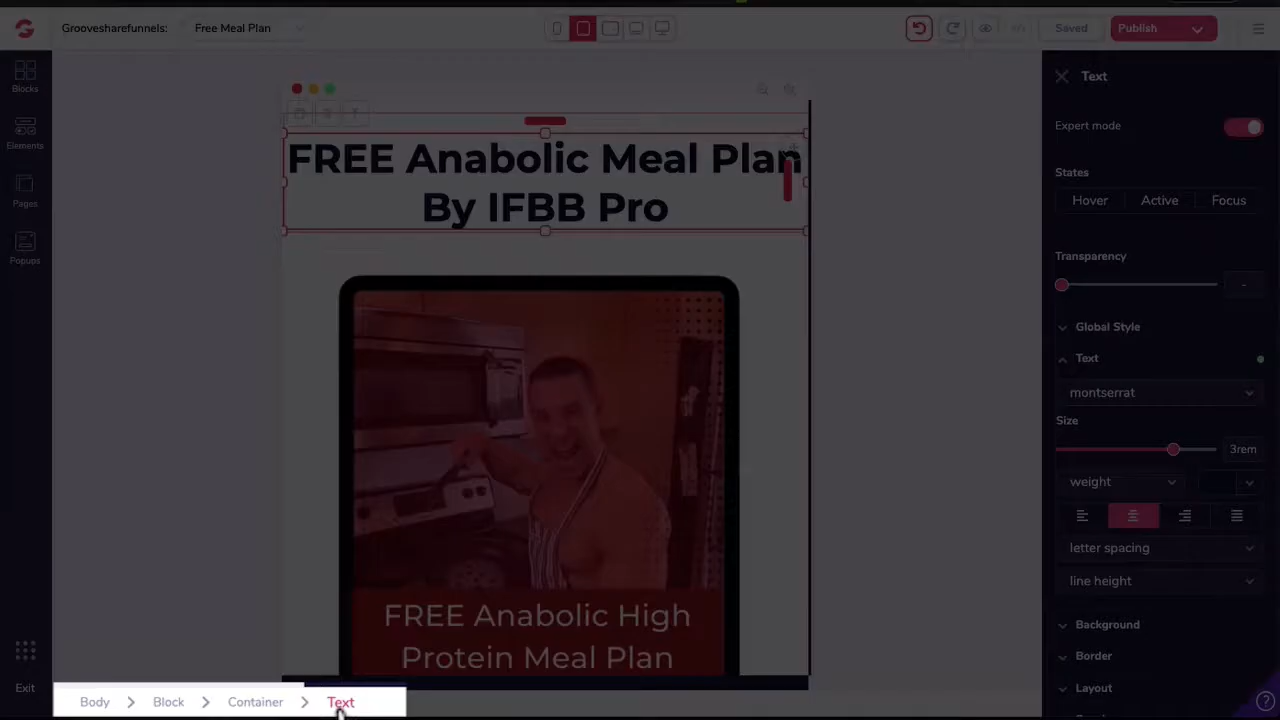 Groovesharefunnels: Free Meal Plan Saved Publish
Blocks
Elements
Pages
Popups
Exit
FREE Anabolic Meal Plan
By IFBB Pro
FREE Anabolic High
Protein Meal Plan
Body Block Container Text
Text
Expert mode
States
Hover Active Focus
Transparency
-
Global Style
Text
montserrat
Size
3rem
weight
letter spacing
line height
Background
Border
Layout